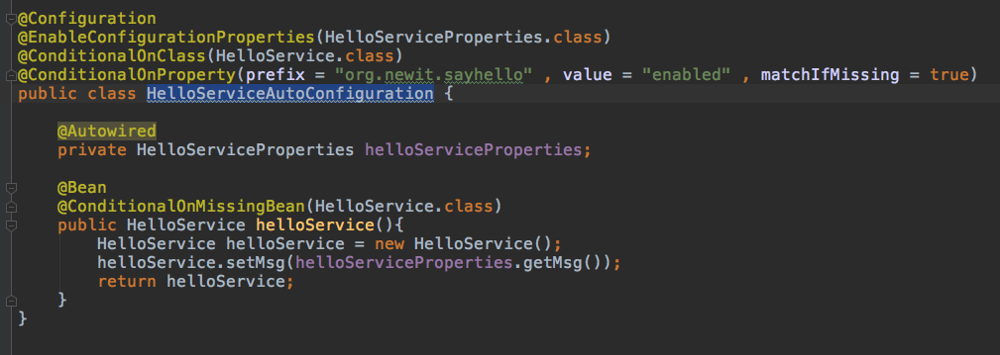 @Configuration
@EnableConfigurationProperties(HelloServiceProperties.class)
@ConditionalOnClass(HelloService.class)
@ConditionalOnProperty(prefix = "org.newit.sayhello" , value = "enabled" , matchIfMissing = true)
public class HelloServiceAutoConfiguration {
@Autowired
private HelloServiceProperties helloServiceProperties;
@Bean
@ConditionalOnMissingBean(HelloService.class)
public HelloService helloService(){
HelloService helloService = new HelloService();
helloService.setMsg(helloServiceProperties.getMsg());
return helloService;
}
}